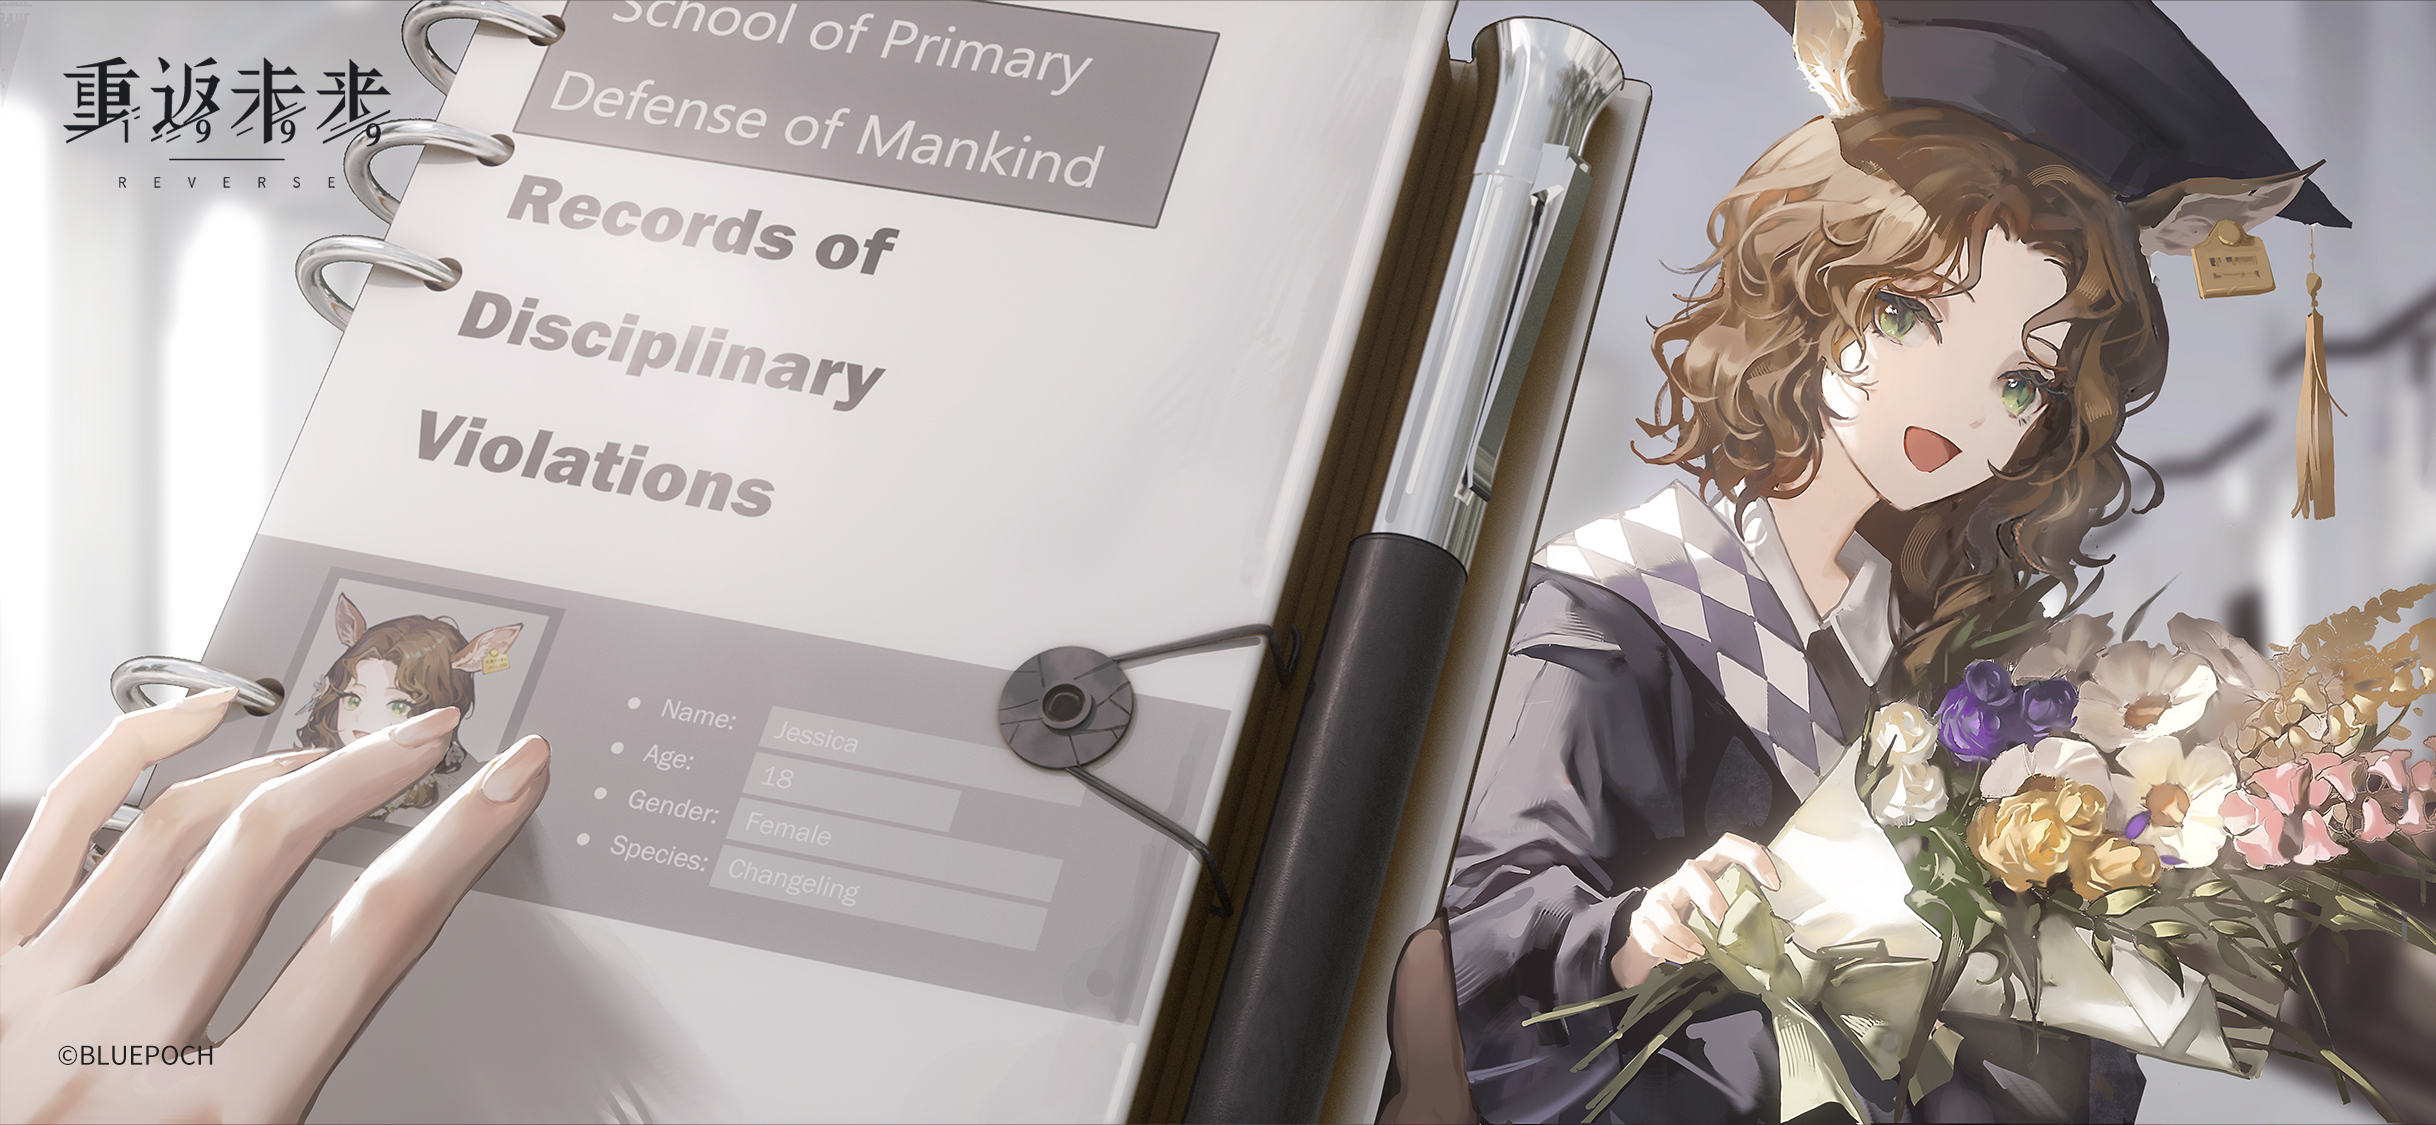 重返未来
1999
REVERSE
School of Primary
Defense of Mankind
Records of
Disciplinary
Violations
Name: Jessica
Age: 18
Gender: Female
Species: Changeling
©BLUEPOCH